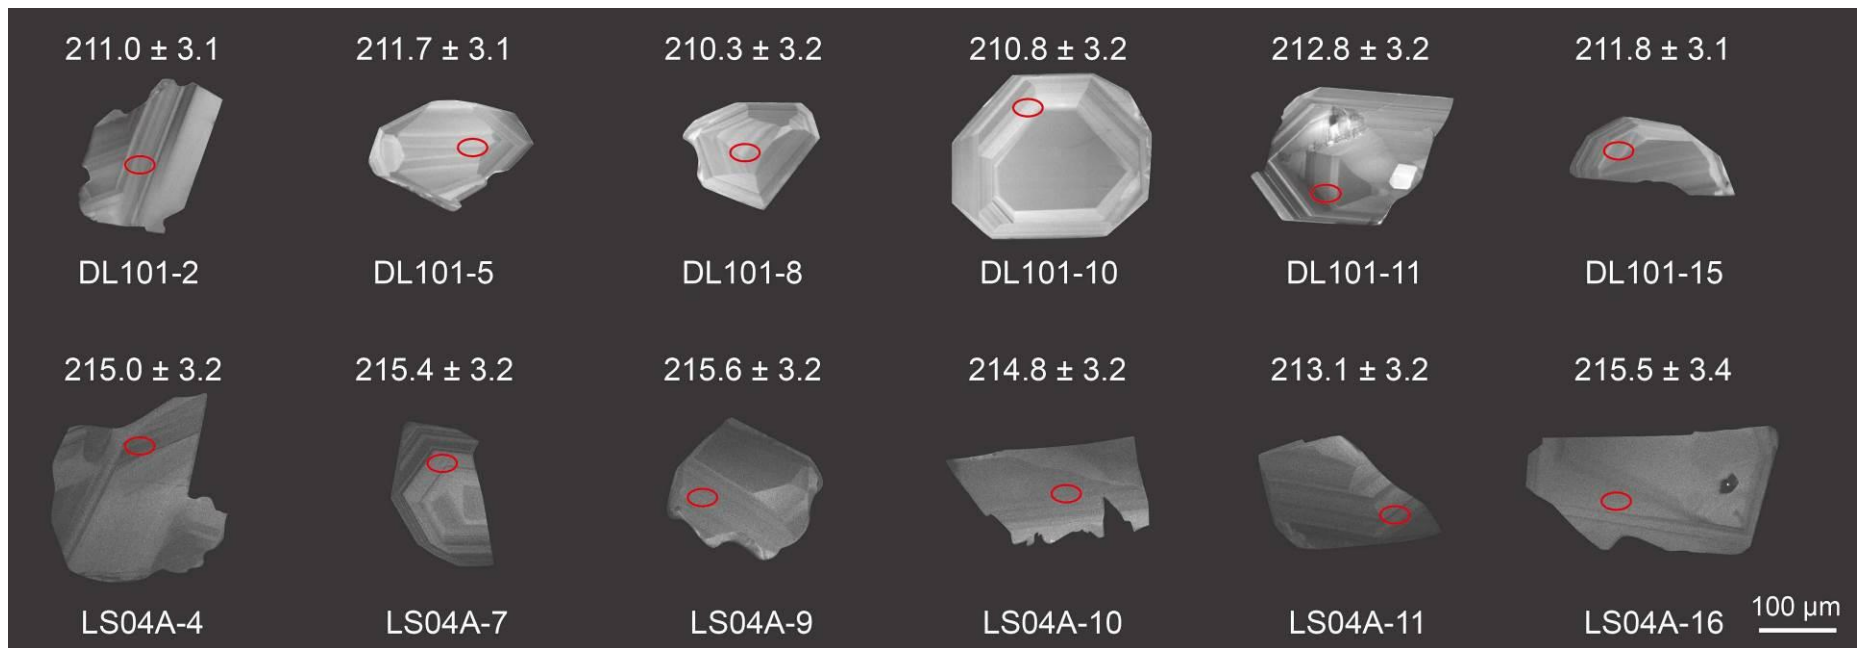 211.0 ± 3.1 211.7 ± 3.1 210.3 ± 3.2 210.8 ± 3.2 212.8 ± 3.2 211.8 ± 3.1
DL101-2 DL101-5 DL101-8 DL101-10 DL101-11 DL101-15
215.0 ± 3.2 215.4 ± 3.2 215.6 ± 3.2 214.8 ± 3.2 213.1 ± 3.2 215.5 ± 3.4
100 µm
LS04A-4 LS04A-7 LS04A-9 LS04A-10 LS04A-11 LS04A-16